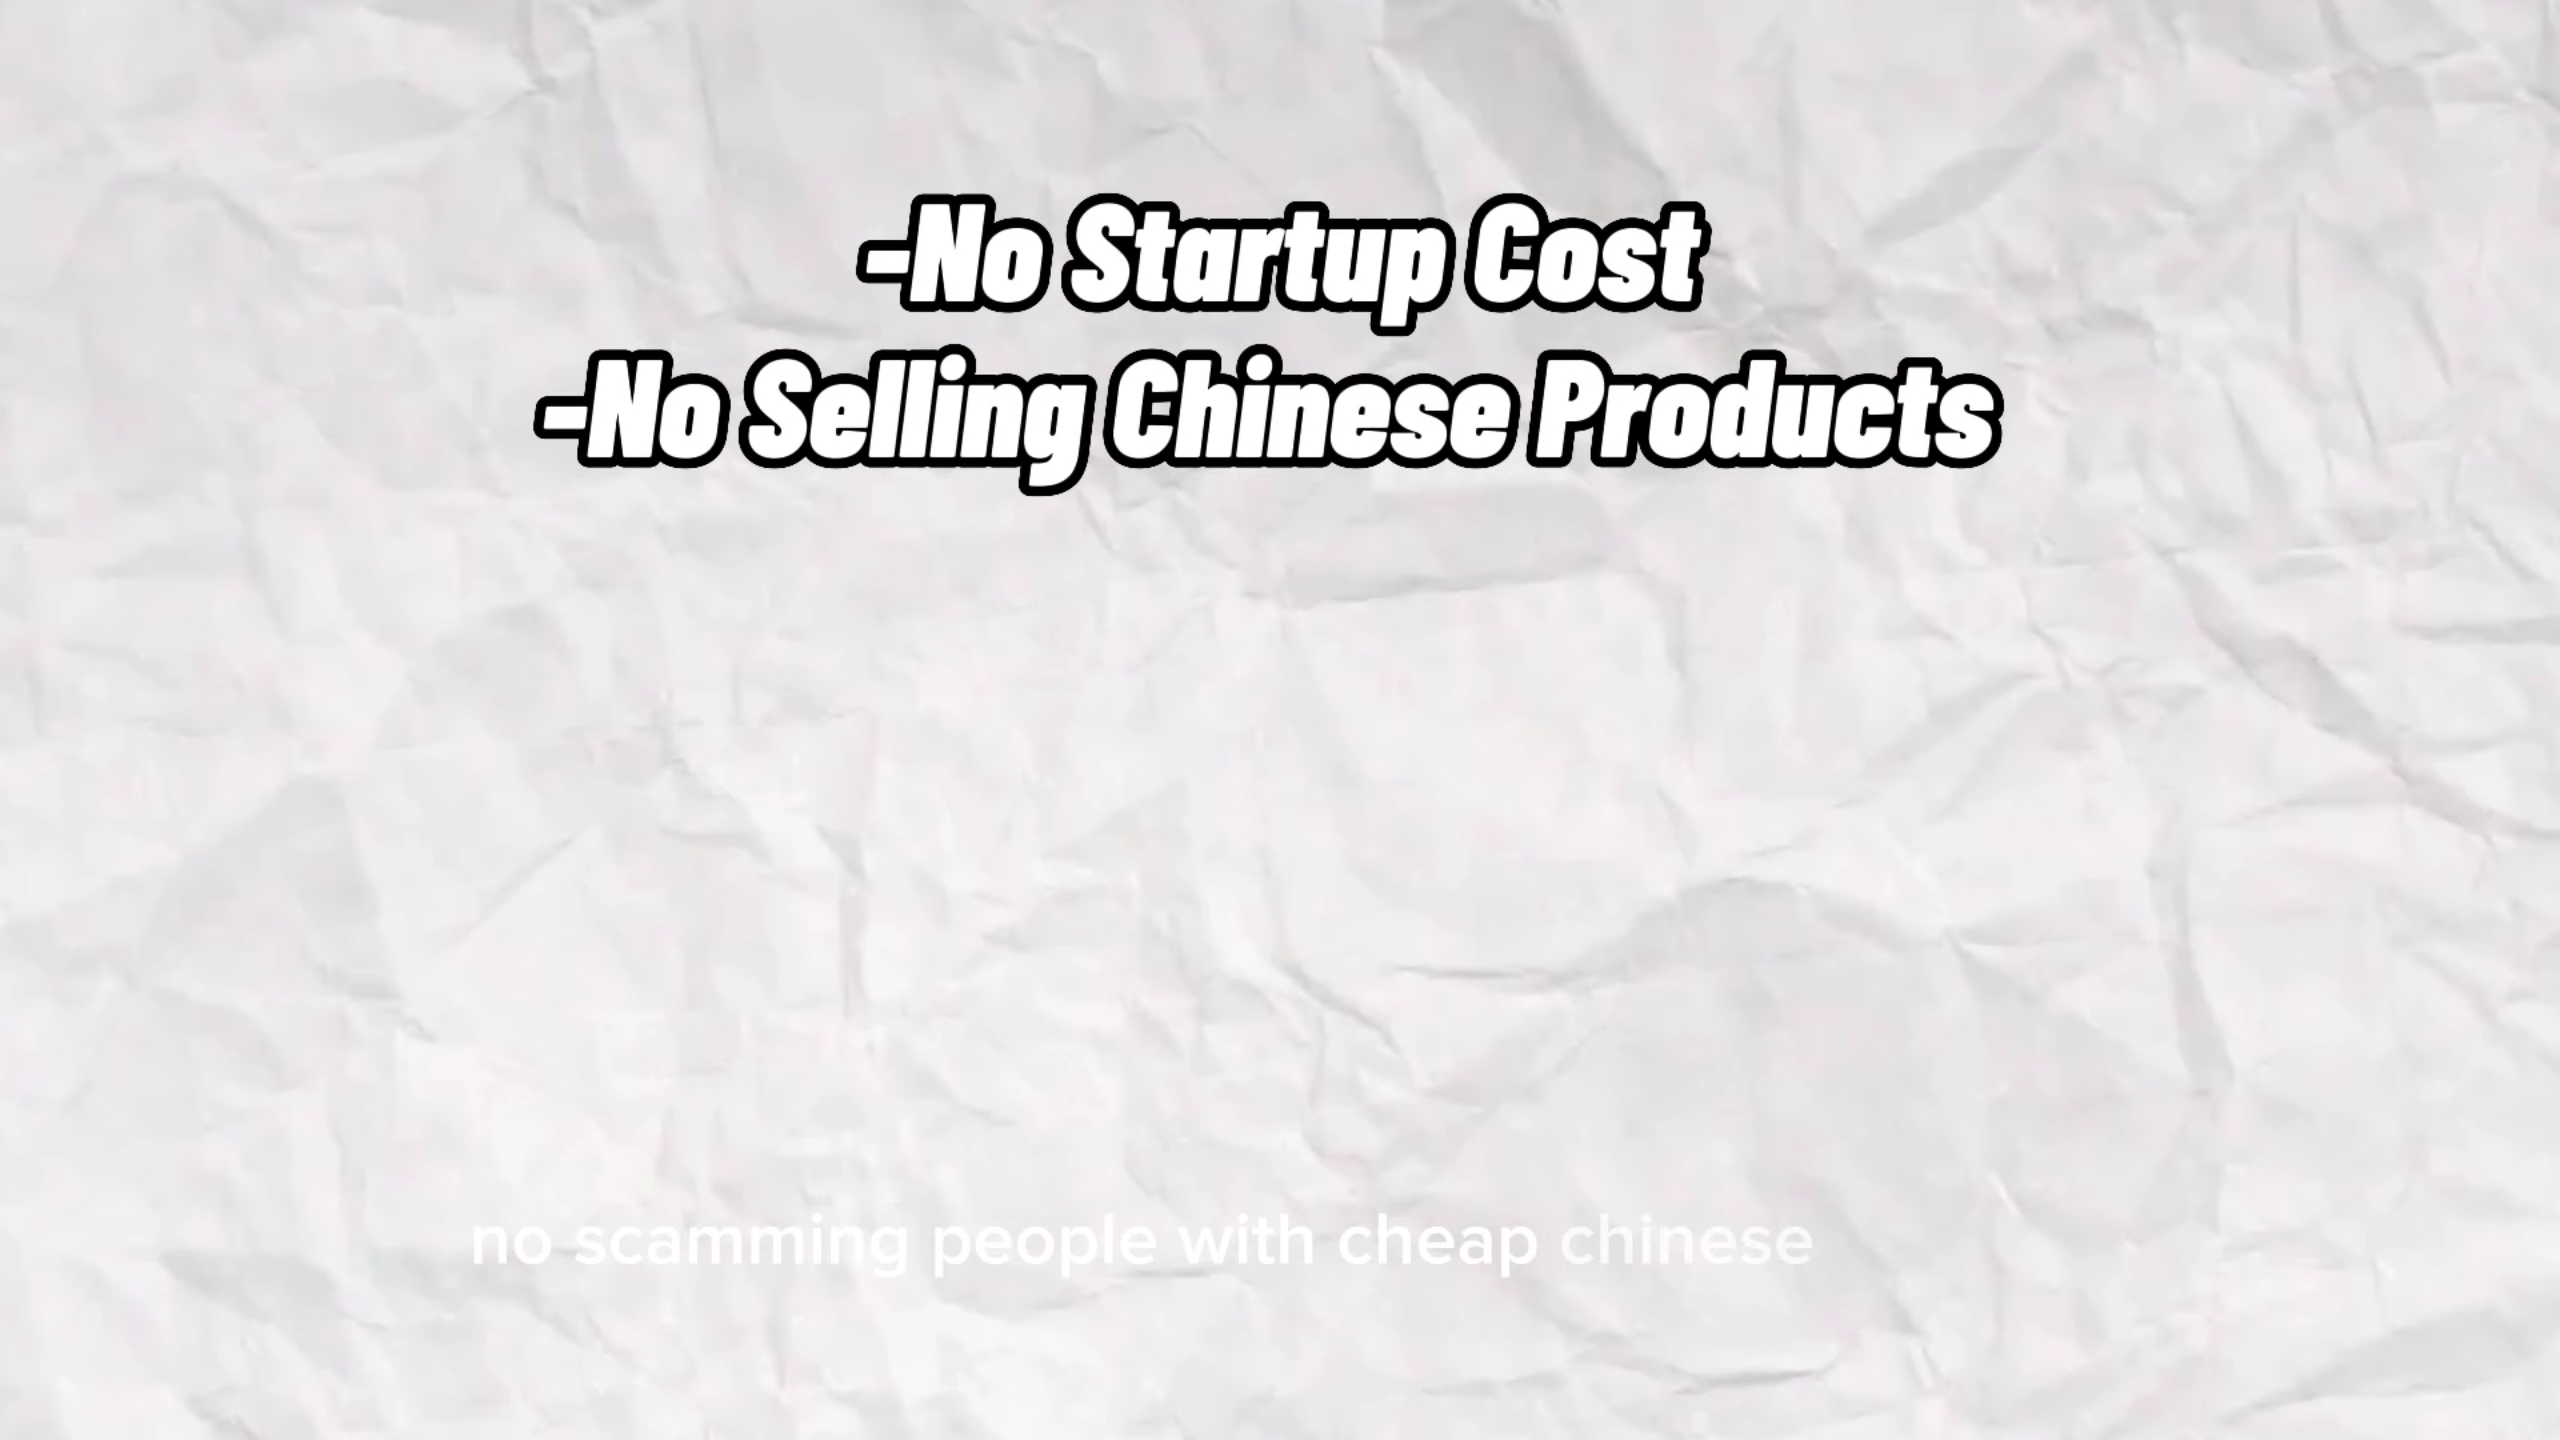 -No Startup Cost
-No Selling Chinese Products
no scamming people with cheap chinese